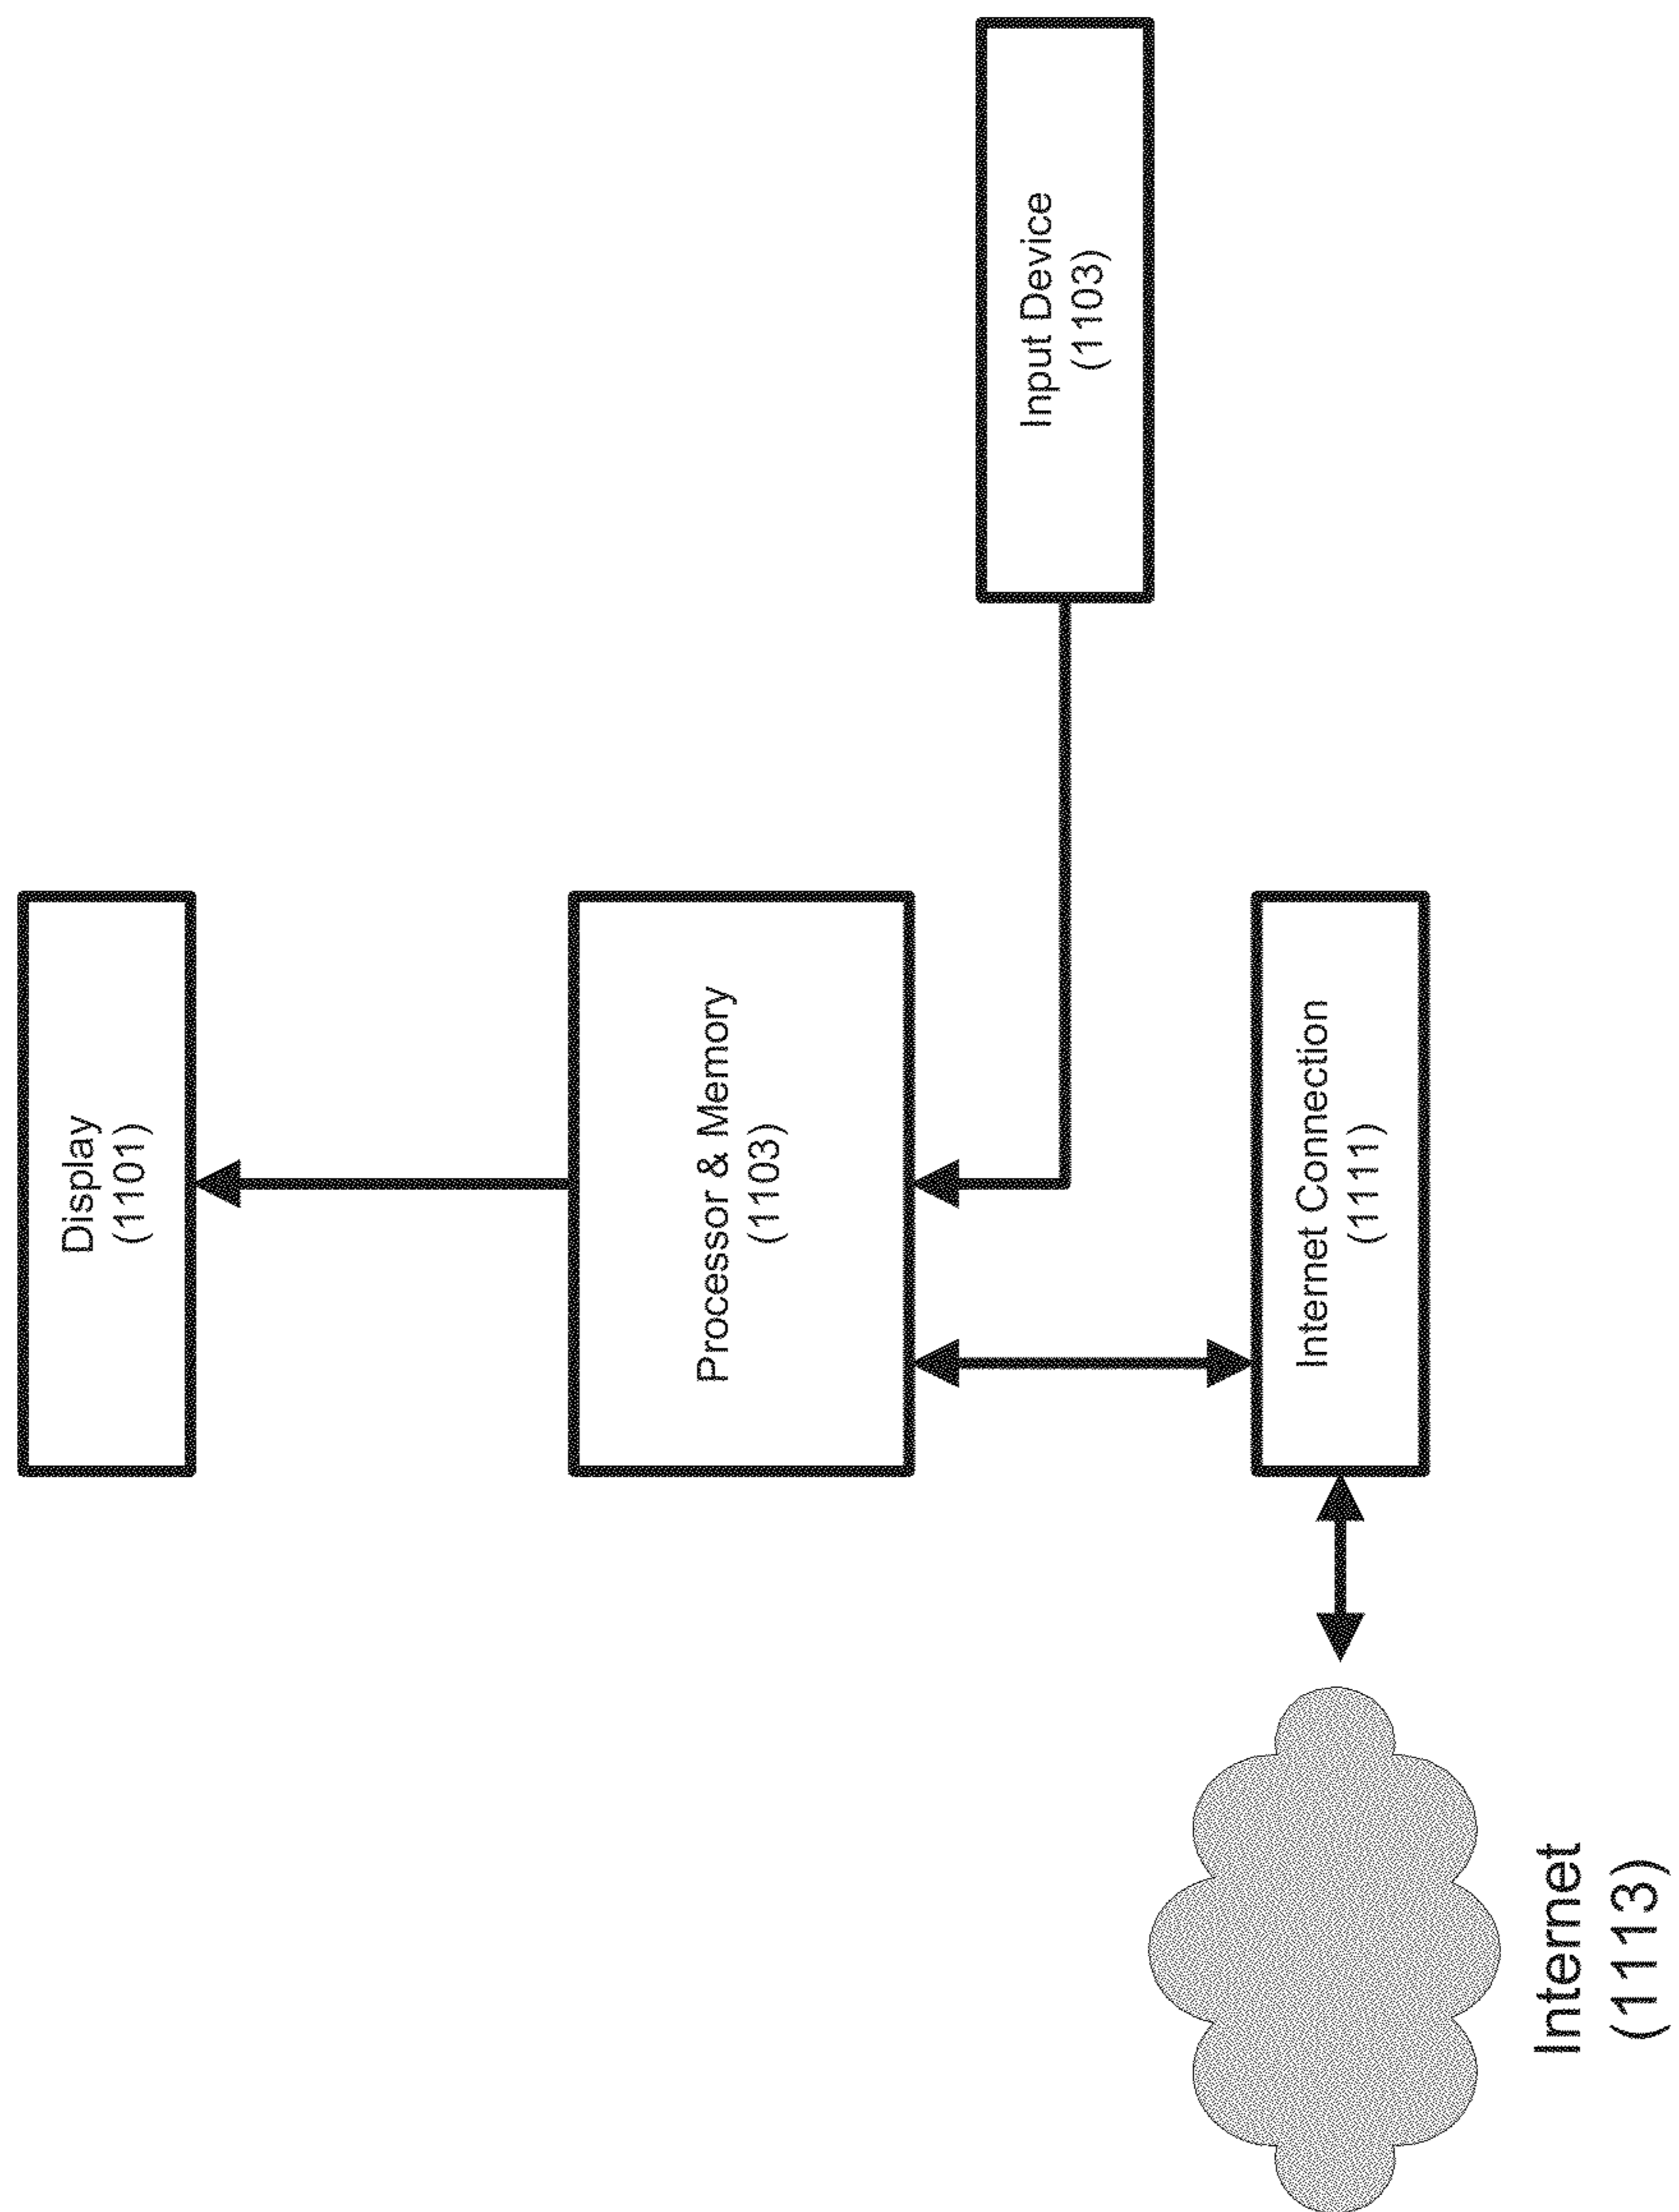 Display
(1101)
Processor & Memory
(1103)
Input Device
(1103)
Internet Connection
(1111)
Internet
(1113)